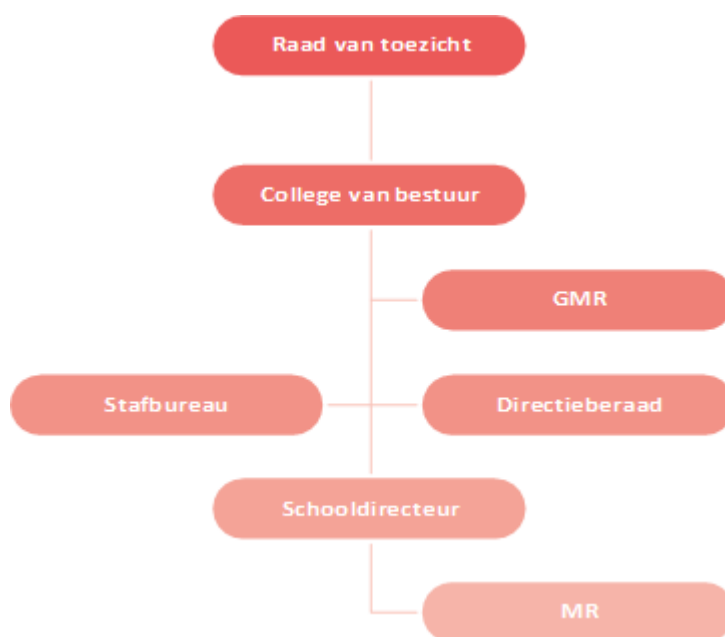 Raad van toezicht
College van bestuur
GMR
Stafbureau
Directieberaad
Schooldirecteur
MR